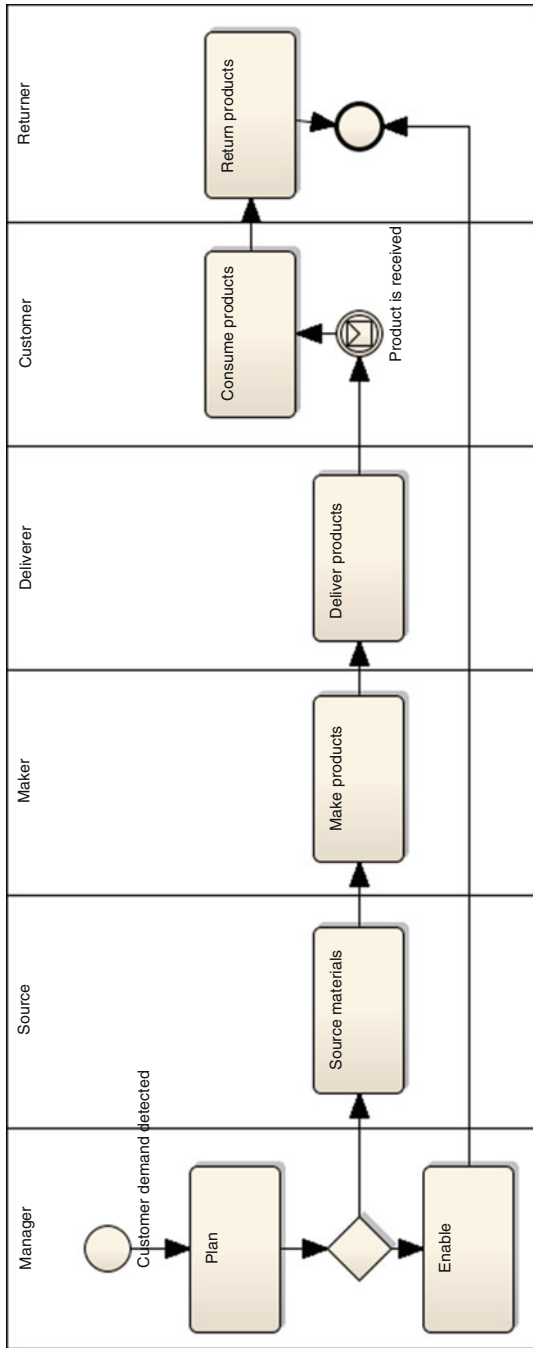 Manager
Customer demand detected
Plan
Enable
Source
Source materials
Maker
Make products
Deliverer
Deliver products
Customer
Consume products
Product is received
Returner
Return products